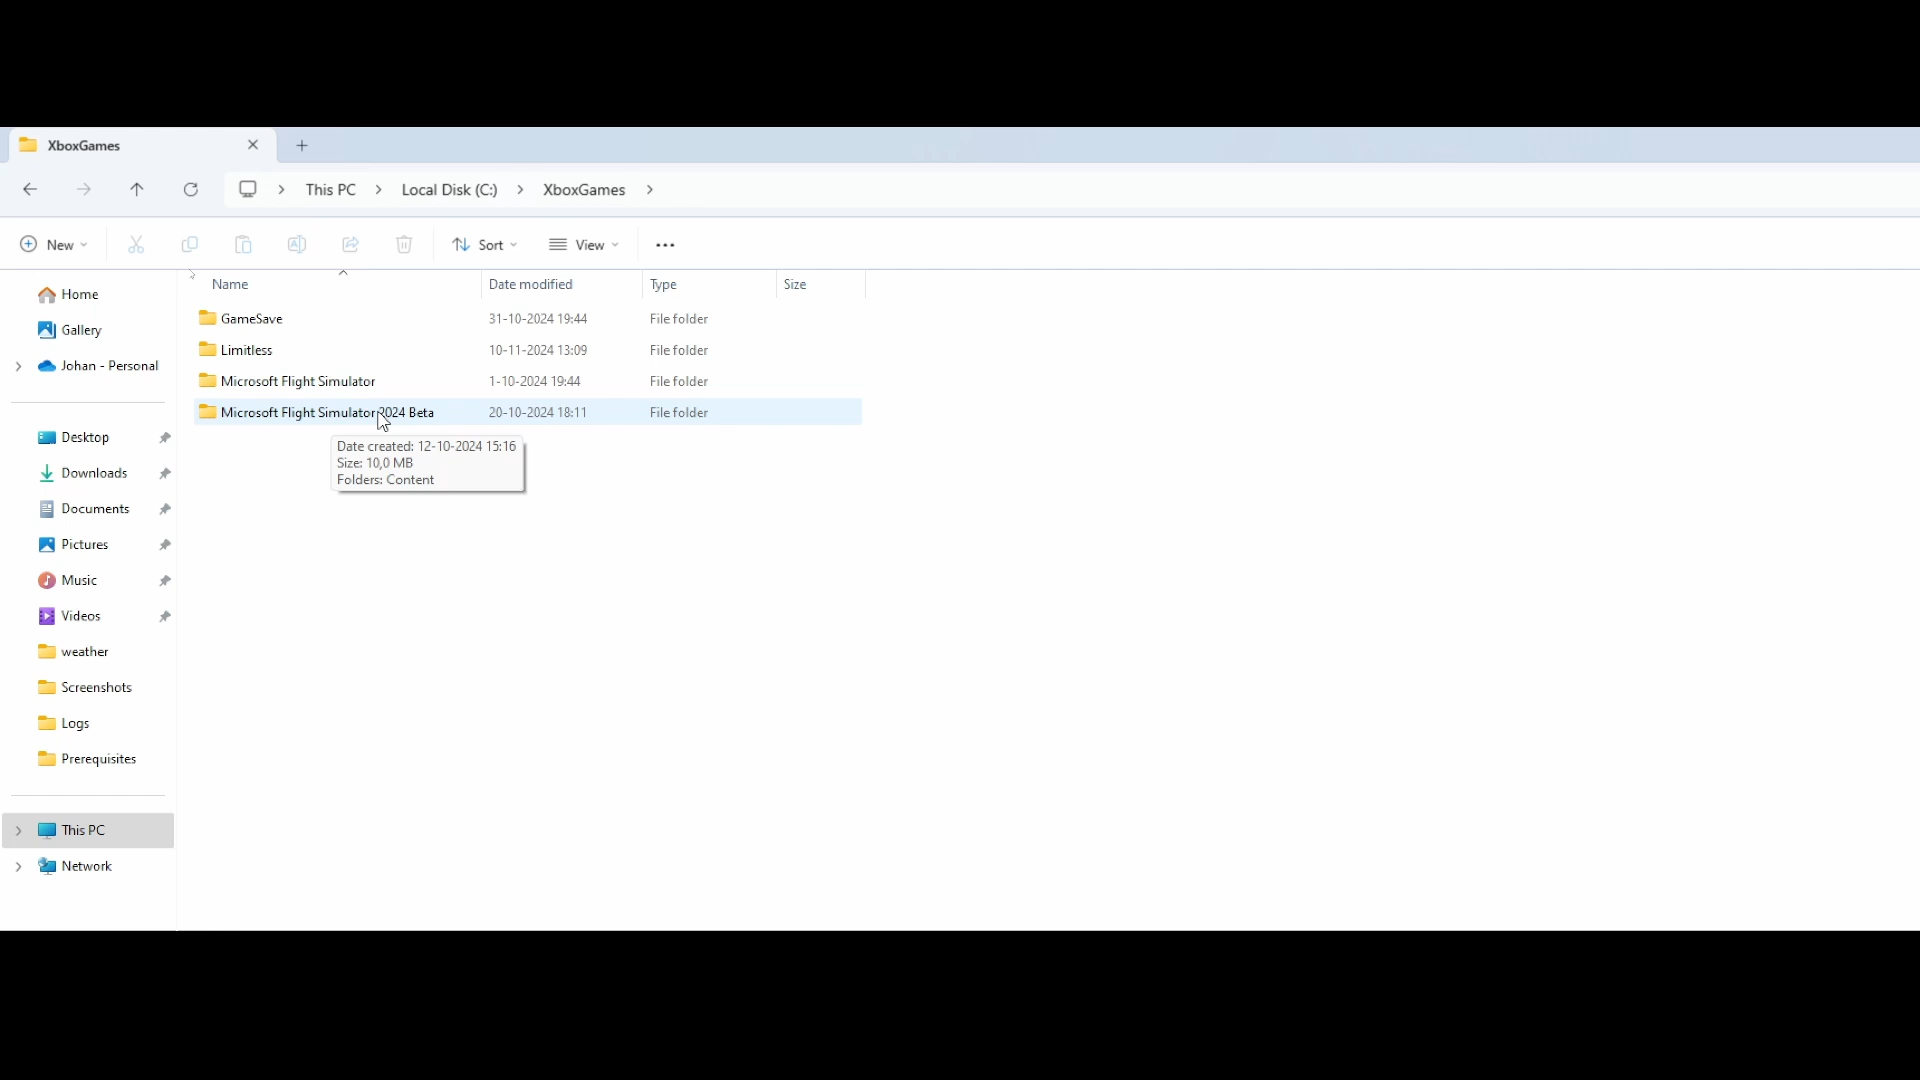 XboxGames
This PC > Local Disk (C:) > XboxGames >
New Sort View ...
Name Date modified Type Size
GameSave 31-10-2024 19:44 File folder
Limitless 10-11-2024 13:09 File folder
Microsoft Flight Simulator 1-10-2024 19:44 File folder
Microsoft Flight Simulator 2024 Beta 20-10-2024 18:11 File folder
Date created: 12-10-2024 15:16
Size: 10,0 MB
Folders: Content
Home
Gallery
Johan - Personal
Desktop
Downloads
Documents
Pictures
Music
Videos
weather
Screenshots
Logs
Prerequisites
This PC
Network